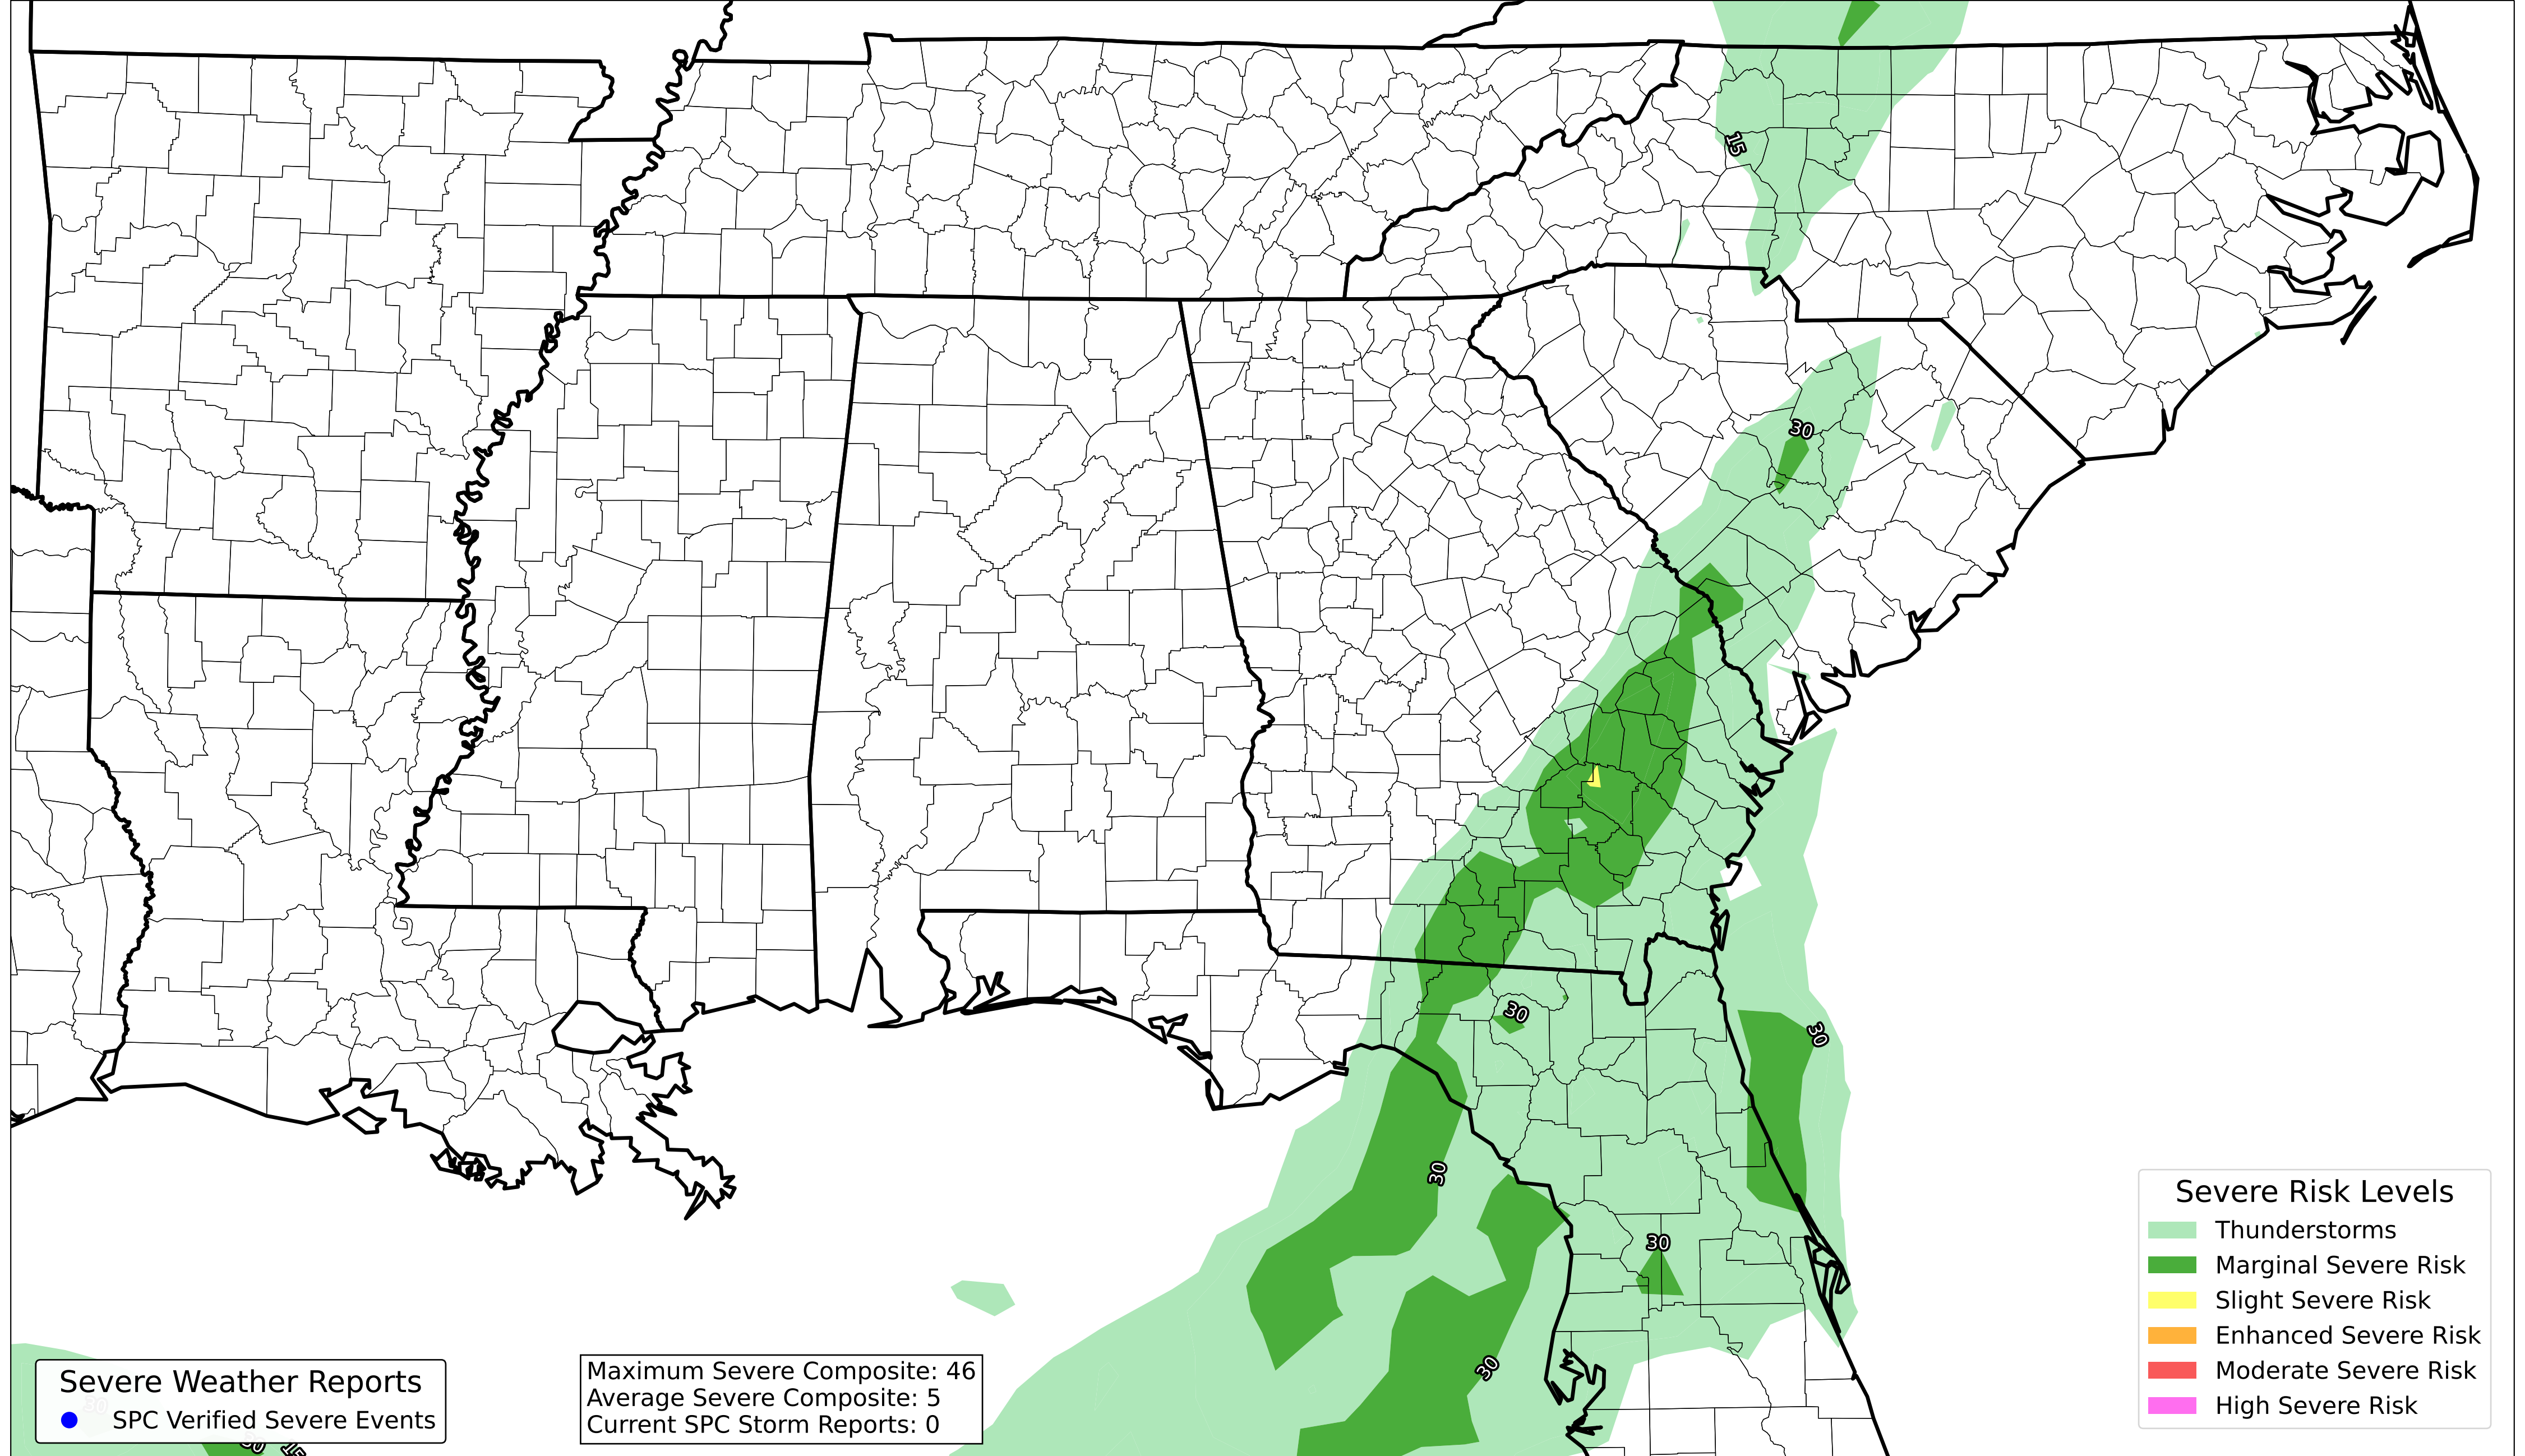 15
30
30
30
30
30
30
Severe Risk Levels
Thunderstorms
Marginal Severe Risk
Slight Severe Risk
Enhanced Severe Risk
Moderate Severe Risk
High Severe Risk
Severe Weather Reports
30
SPC Verified Severe Events
30
15
Maximum Severe Composite: 46
Average Severe Composite: 5
Current SPC Storm Reports: 0